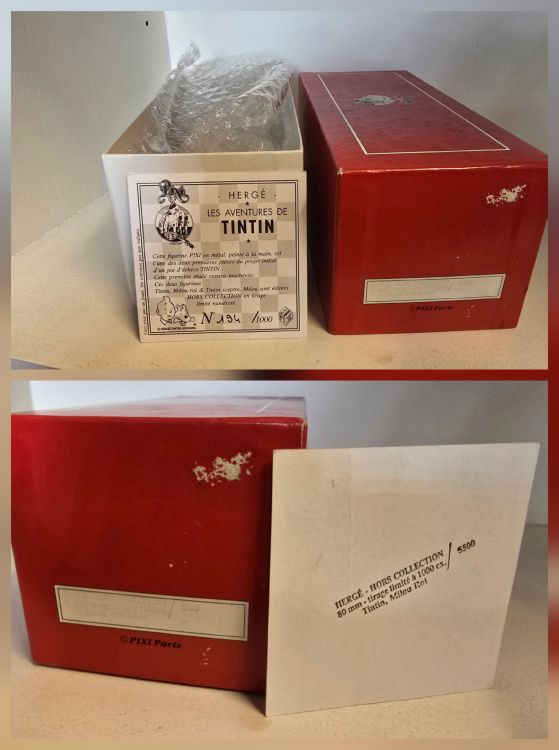 - HERGÉ -
LES AVENTURES DE
TINTIN
Cette figurine PIXI en métal, peinte à la main, est
l'une des deux premières pièces du projet initial
d'un jeu d'échecs TINTIN.
Cette première étude restera inachevée.
Ces deux figurines
Tintin, Milou roi & Tintin sceptre, Milou sont éditées
HORS COLLECTION en tirage
limité numéroté.
N° 194 /1000
© PIXI Paris
© PIXI Paris
HERGÉ - HORS COLLECTION / 5500
80 mm - tirage limité à 1000 ex.
Tintin, Milou Roi